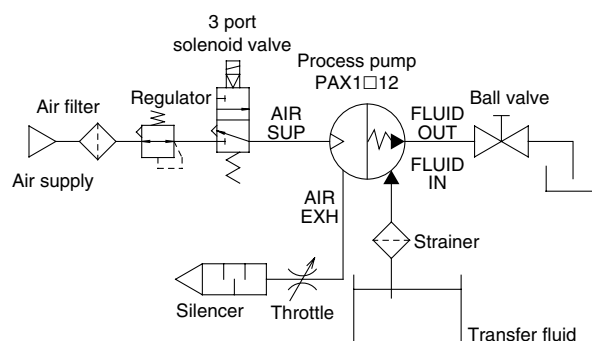 3 port
solenoid valve
Process pump
PAX1□12
Air filter
Regulator
AIR
SUP
FLUID
OUT
Ball valve
FLUID
IN
Air supply
AIR
EXH
Strainer
Silencer
Throttle
Transfer fluid